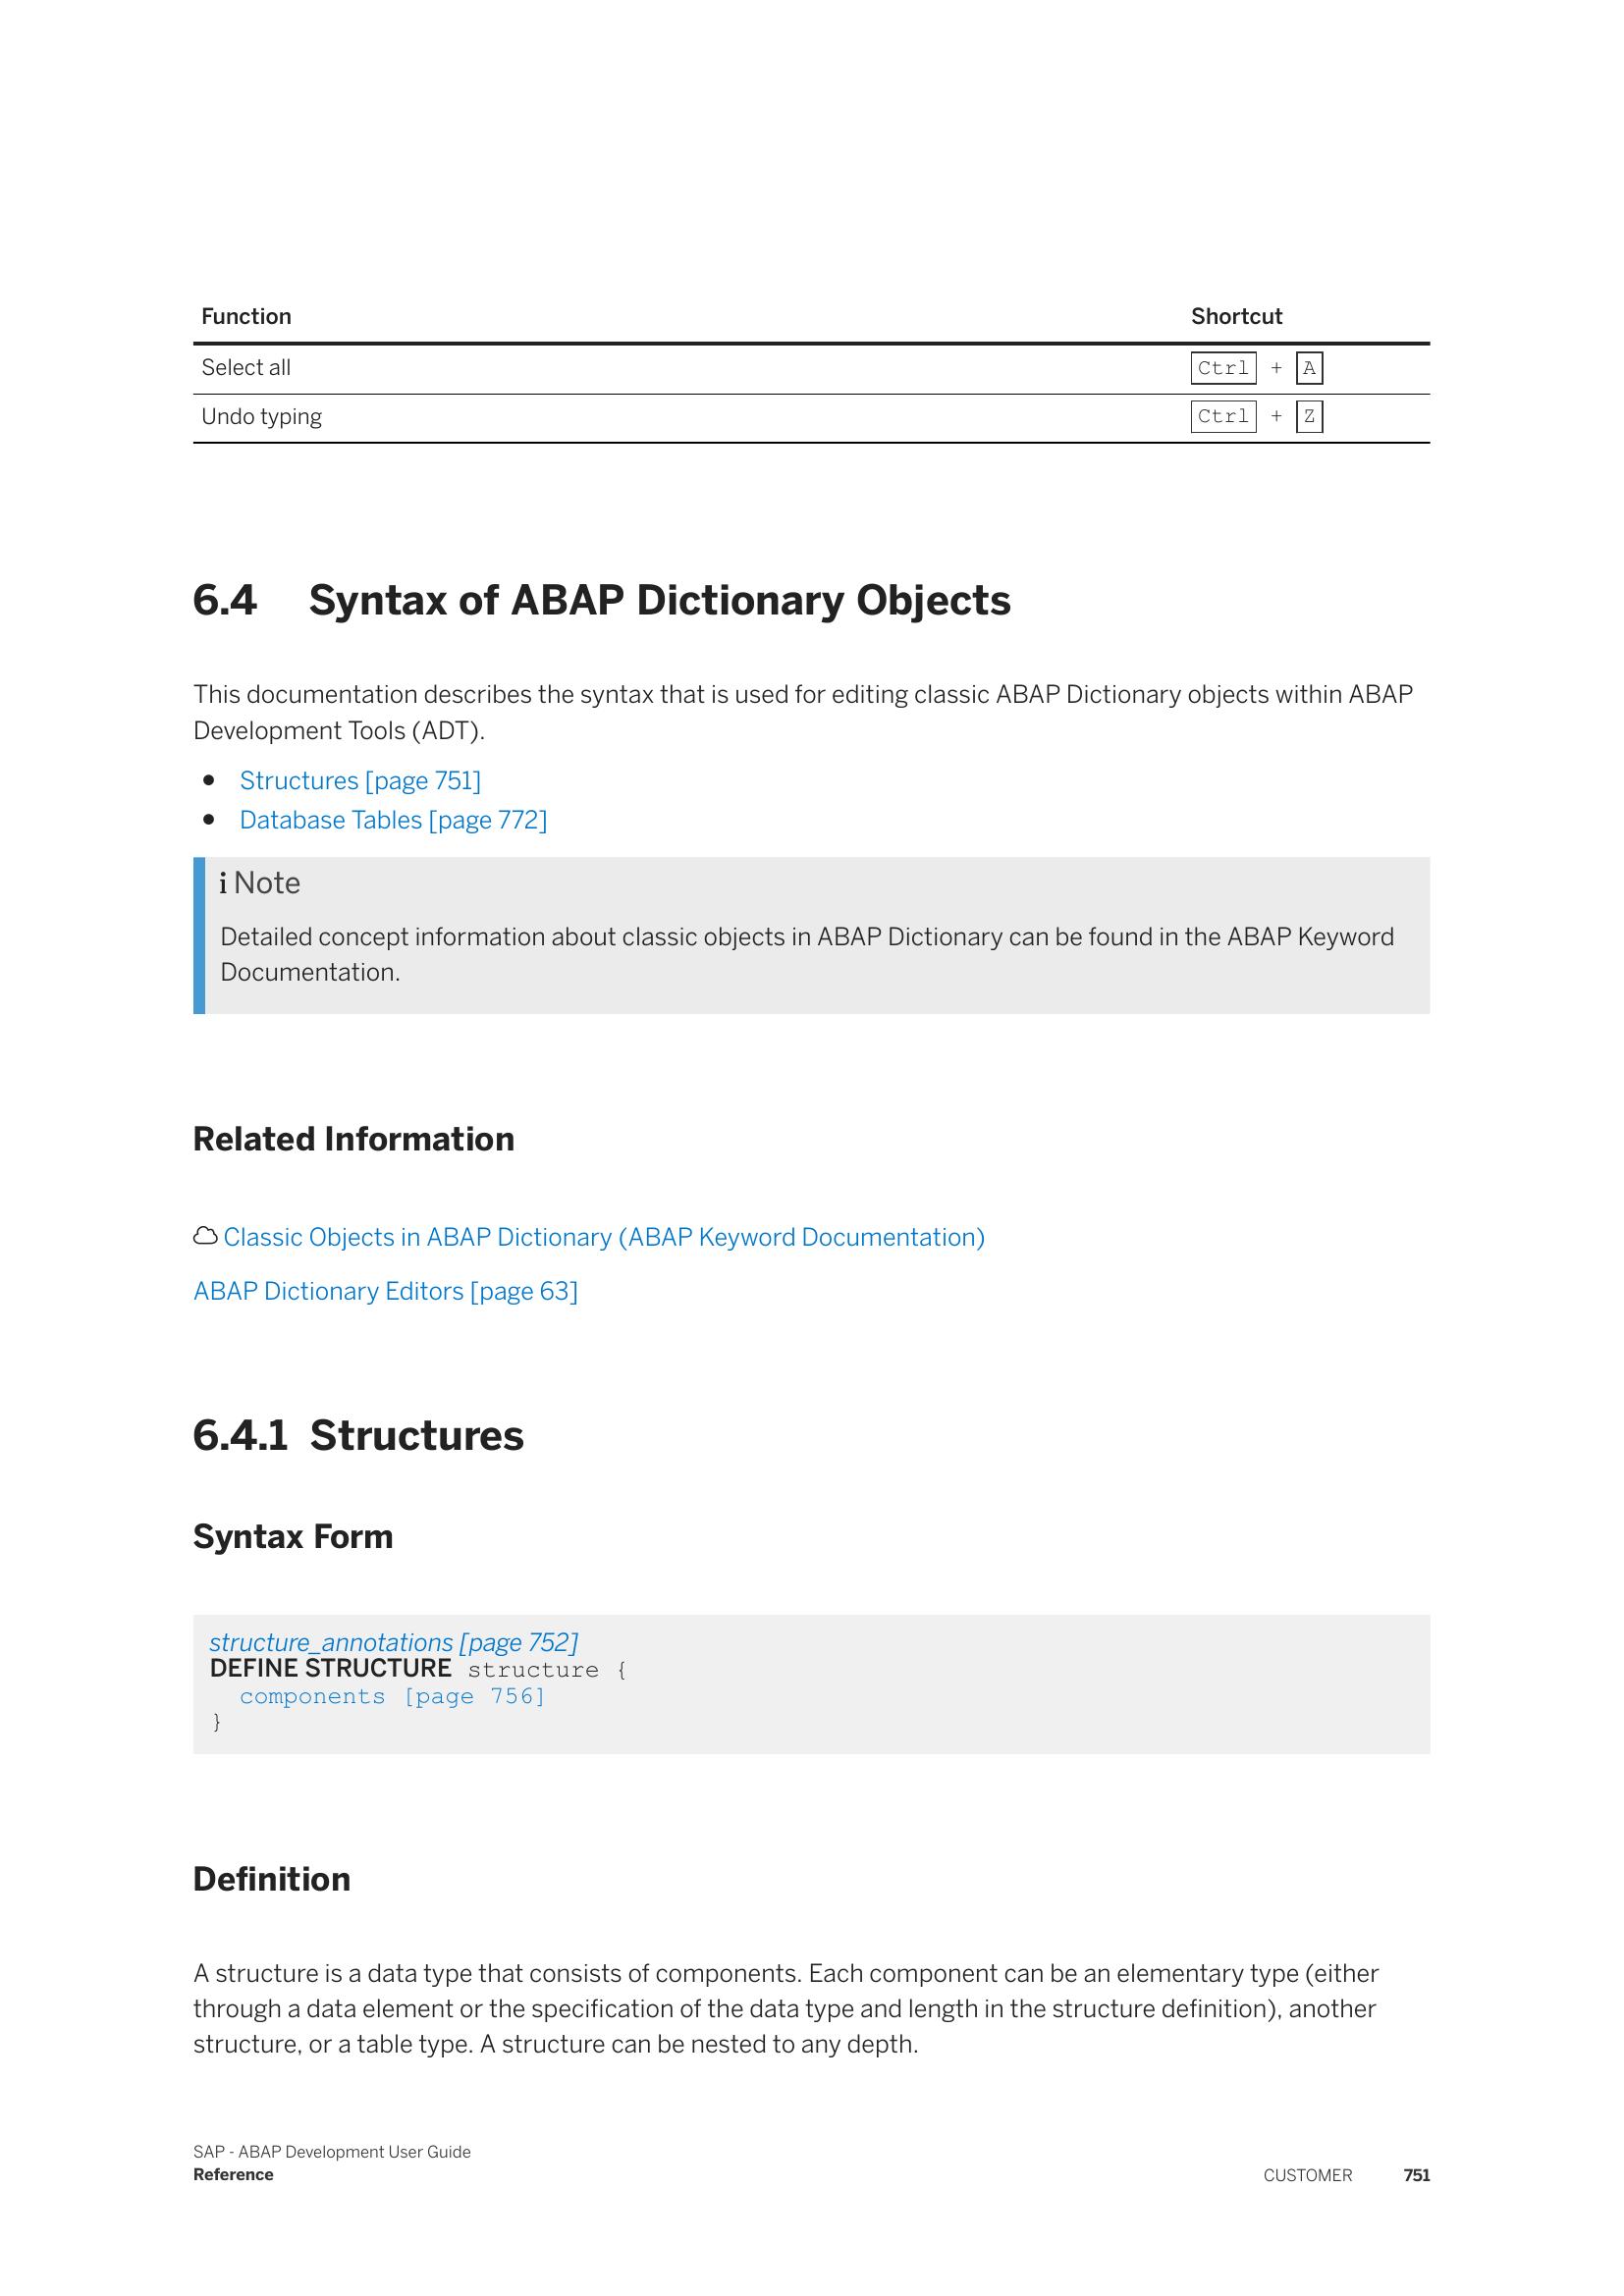 Function Shortcut
Select all Ctrl + A
Undo typing Ctrl + Z
6.4 Syntax of ABAP Dictionary Objects
This documentation describes the syntax that is used for editing classic ABAP Dictionary objects within ABAP
Development Tools (ADT).
• Structures [page 751]
• Database Tables [page 772]
i Note
Detailed concept information about classic objects in ABAP Dictionary can be found in the ABAP Keyword
Documentation.
Related Information
Classic Objects in ABAP Dictionary (ABAP Keyword Documentation)
ABAP Dictionary Editors [page 63]
6.4.1 Structures
Syntax Form
structure_annotations [page 752]
DEFINE STRUCTURE structure {
components [page 756]
}
Definition
A structure is a data type that consists of components. Each component can be an elementary type (either
through a data element or the specification of the data type and length in the structure definition), another
structure, or a table type. A structure can be nested to any depth.
SAP - ABAP Development User Guide
Reference CUSTOMER 751